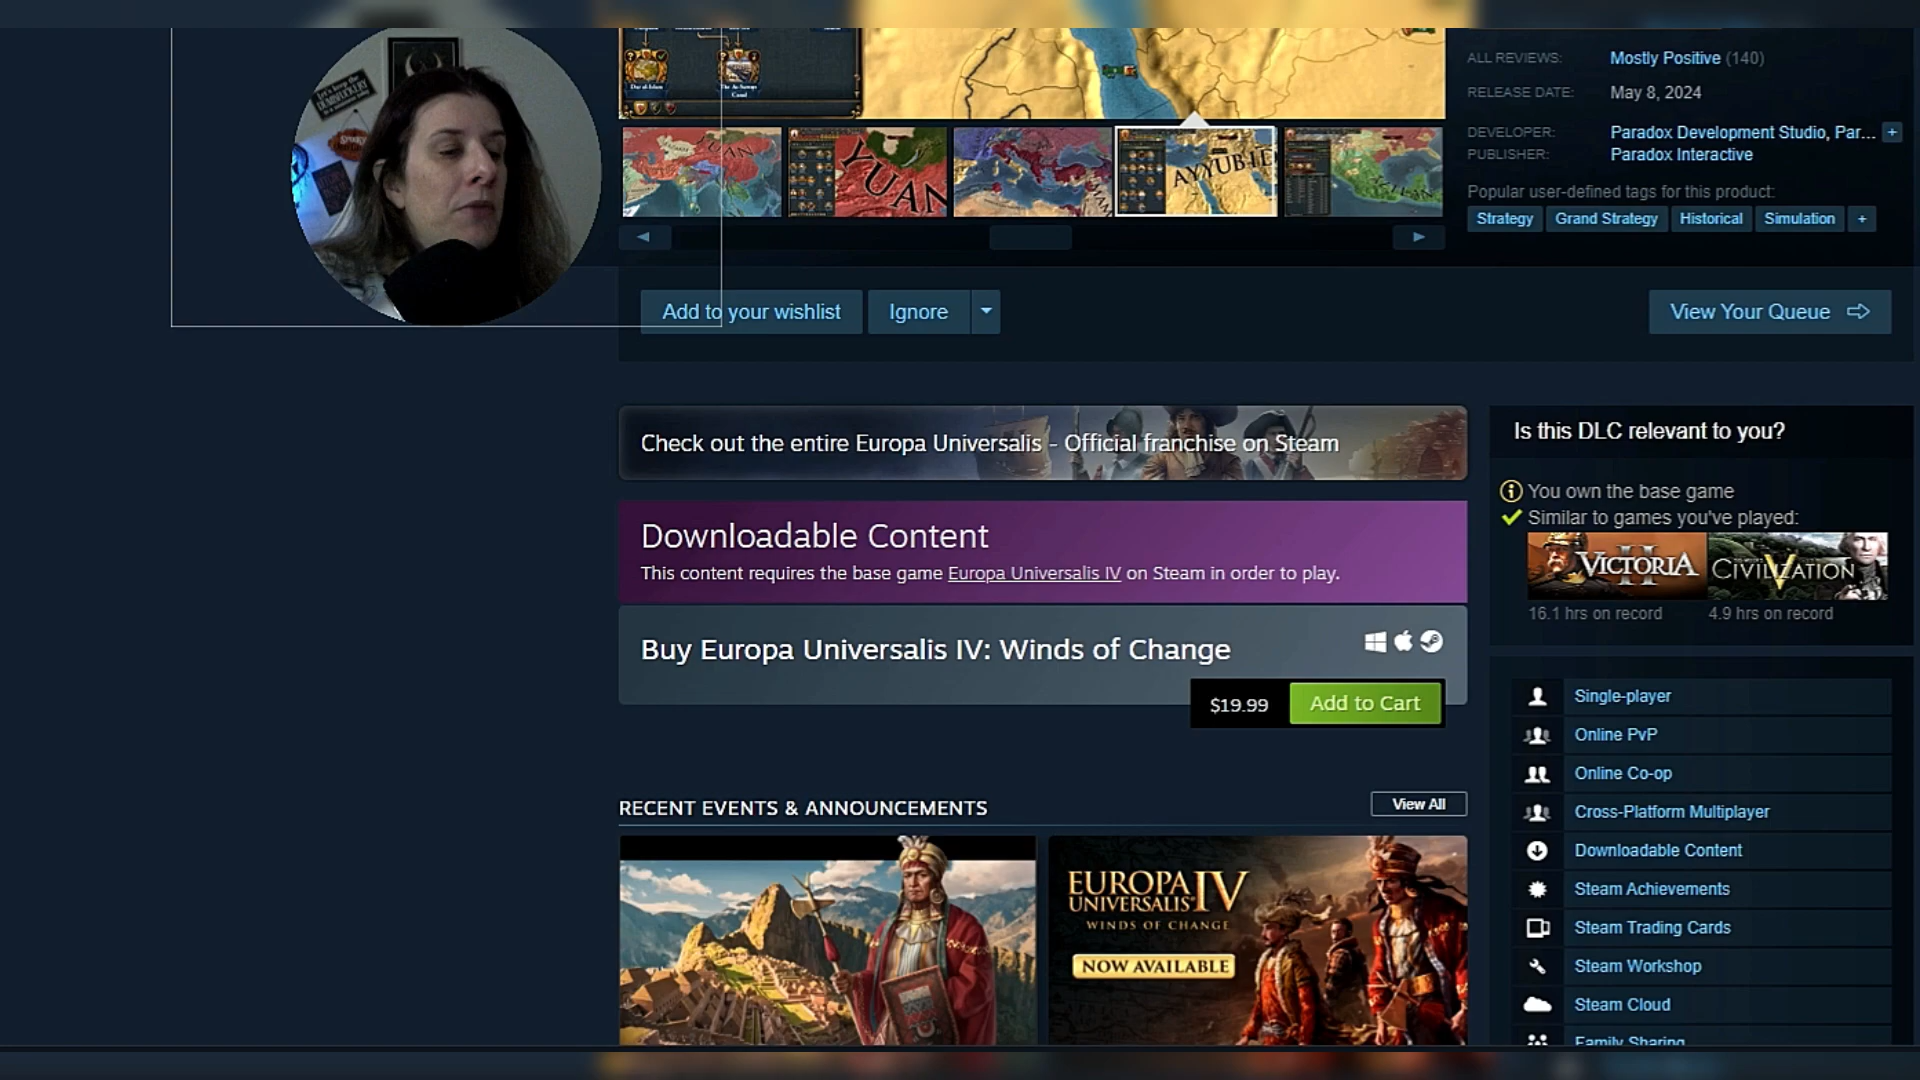 ALL REVIEWS: Mostly Positive (140)
RELEASE DATE: May 8, 2024
DEVELOPER: Paradox Development Studio, Par... +
PUBLISHER: Paradox Interactive
Popular user-defined tags for this product:
Strategy Grand Strategy Historical Simulation +
YUAN
YUAN
AYYUBIE
Add to your wishlist Ignore View Your Queue
Check out the entire Europa Universalis - Official franchise on Steam
Downloadable Content
This content requires the base game Europa Universalis IV on Steam in order to play.
Buy Europa Universalis IV: Winds of Change
$19.99 Add to Cart
RECENT EVENTS & ANNOUNCEMENTS View All
EUROPA
UNIVERSALIS IV
WINDS OF CHANGE
NOW AVAILABLE
Is this DLC relevant to you?
You own the base game
Similar to games you've played:
VICTORIA II CIVILIZATION V
16.1 hrs on record 4.9 hrs on record
Single-player
Online PvP
Online Co-op
Cross-Platform Multiplayer
Downloadable Content
Steam Achievements
Steam Trading Cards
Steam Workshop
Steam Cloud
Family Sharing